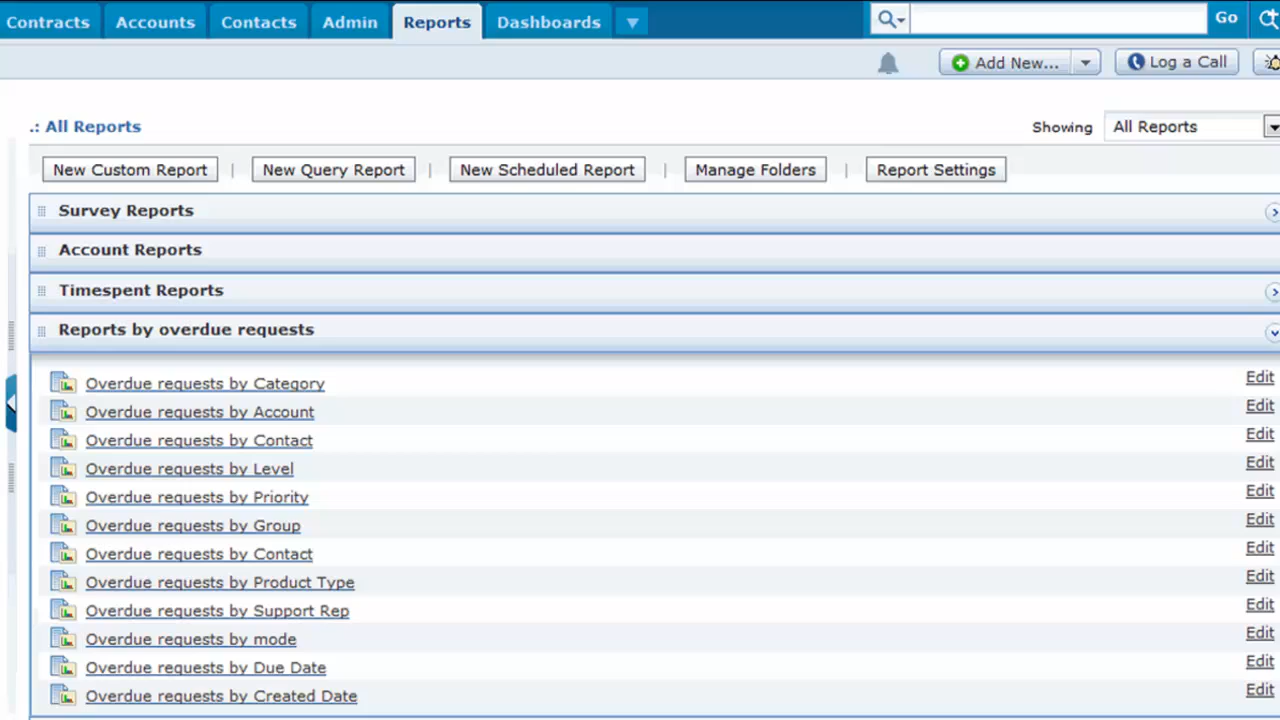 Contracts Accounts Contacts Admin Reports Dashboards Go
Add New... Log a Call
.: All Reports Showing All Reports
New Custom Report | New Query Report | New Scheduled Report | Manage Folders | Report Settings
Survey Reports
Account Reports
Timespent Reports
Reports by overdue requests
Overdue requests by Category Edit
Overdue requests by Account Edit
Overdue requests by Contact Edit
Overdue requests by Level Edit
Overdue requests by Priority Edit
Overdue requests by Group Edit
Overdue requests by Contact Edit
Overdue requests by Product Type Edit
Overdue requests by Support Rep Edit
Overdue requests by mode Edit
Overdue requests by Due Date Edit
Overdue requests by Created Date Edit